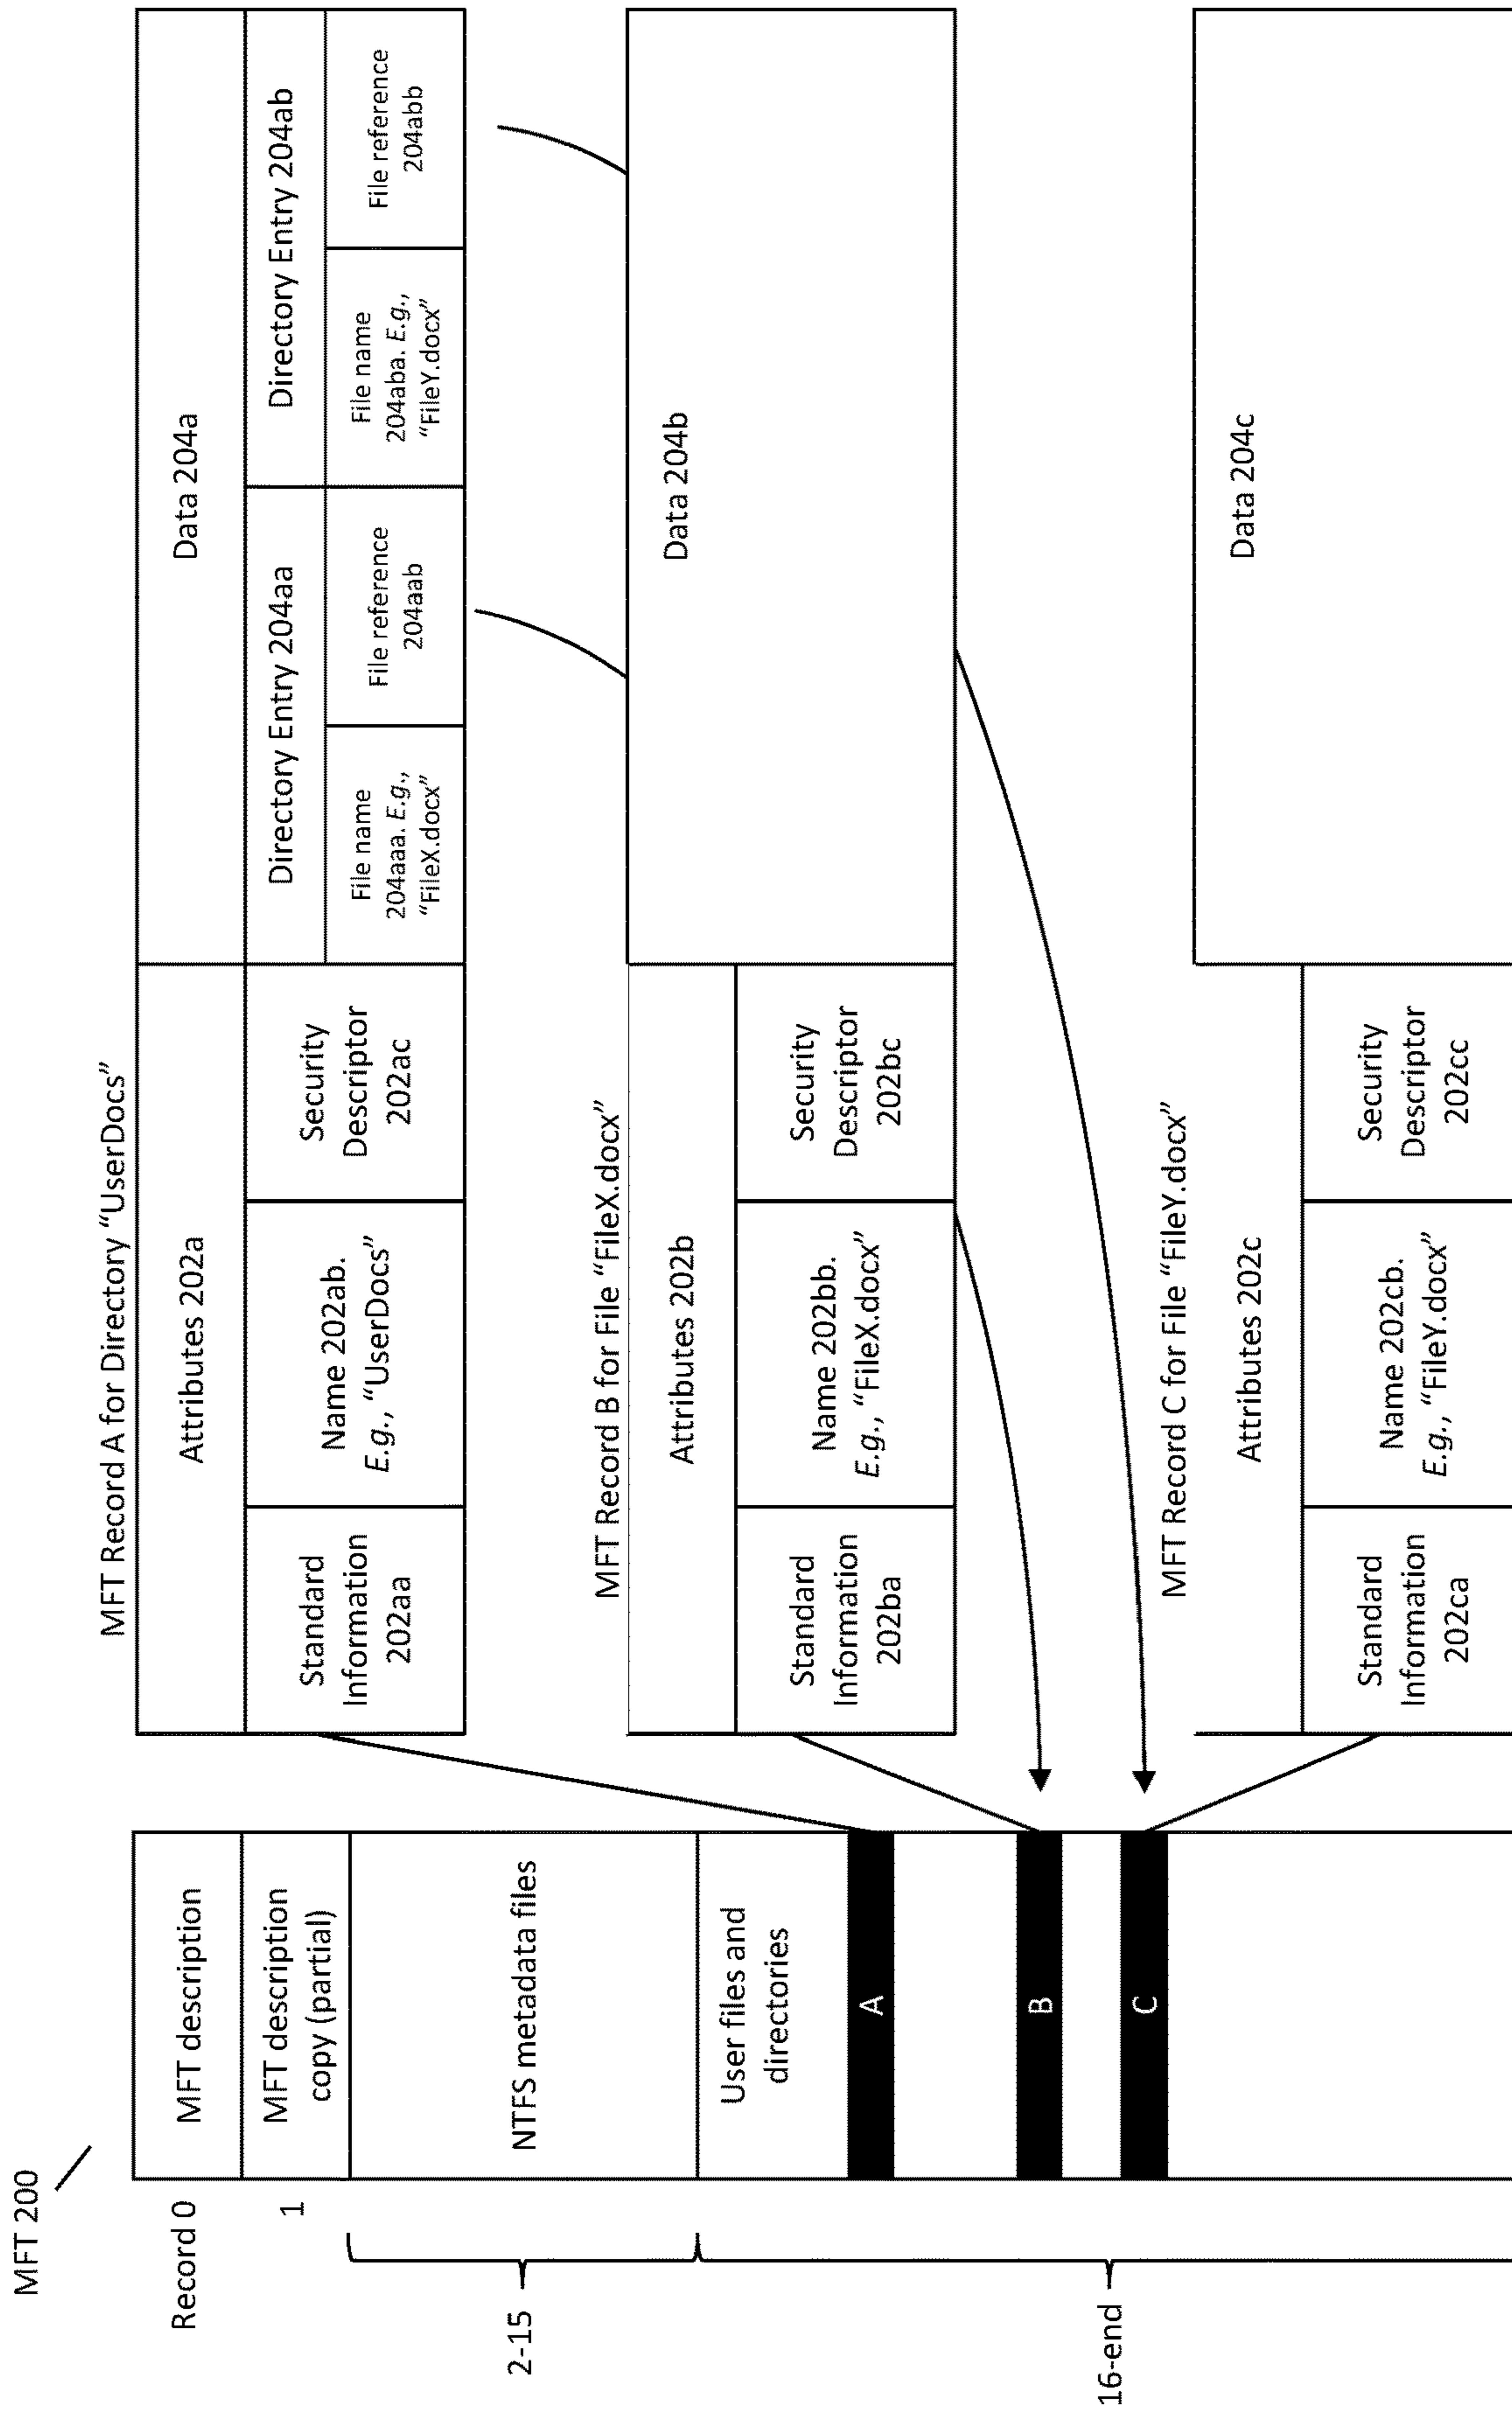 MFT 200
Record 0
1
2-15
16-end
MFT description
MFT description
copy (partial)
NTFS metadata files
User files and
directories
A
B
C
MFT Record A for Directory “UserDocs”
Attributes 202a
Data 204a
Standard
Information
202aa
Name 202ab.
E.g., “UserDocs”
Security
Descriptor
202ac
Directory Entry 204aa
Directory Entry 204ab
File name
204aaa. E.g.,
“FileX.docx”
File reference
204aab
File name
204aba. E.g.,
“FileY.docx”
File reference
204abb
MFT Record B for File “FileX.docx”
Attributes 202b
Data 204b
Standard
Information
202ba
Name 202bb.
E.g., “FileX.docx”
Security
Descriptor
202bc
MFT Record C for File “FileY.docx”
Attributes 202c
Data 204c
Standard
Information
202ca
Name 202cb.
E.g., “FileY.docx”
Security
Descriptor
202cc